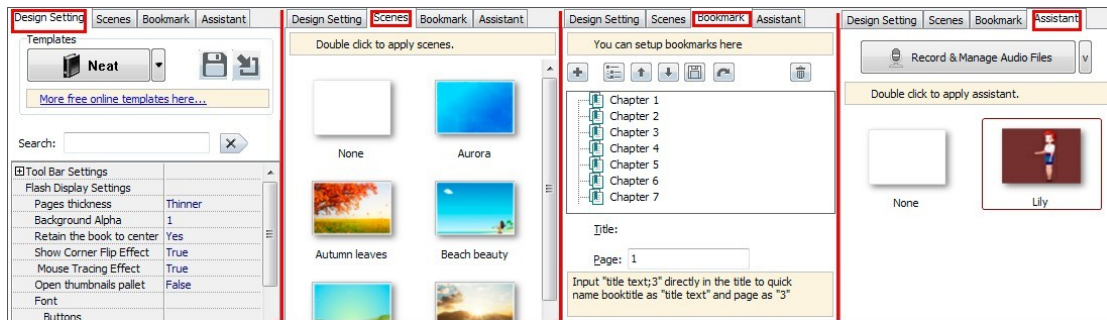 Design Setting Scenes Bookmark Assistant
Templates
Neat
More free online templates here...
Search:
Tool Bar Settings
Flash Display Settings
Pages thickness Thinner
Background Alpha 1
Retain the book to center Yes
Show Corner Flip Effect True
Mouse Tracing Effect True
Open thumbnails pallet False
Font
Buttons
Design Setting Scenes Bookmark Assistant
Double click to apply scenes.
None Aurora
Autumn leaves Beach beauty
Design Setting Scenes Bookmark Assistant
You can setup bookmarks here
Chapter 1
Chapter 2
Chapter 3
Chapter 4
Chapter 5
Chapter 6
Chapter 7
Title:
Page: 1
Input "title text;3" directly in the title to quick
name booktitle as "title text" and page as "3"
Design Setting Scenes Bookmark Assistant
Record & Manage Audio Files v
Double click to apply assistant.
None Lily